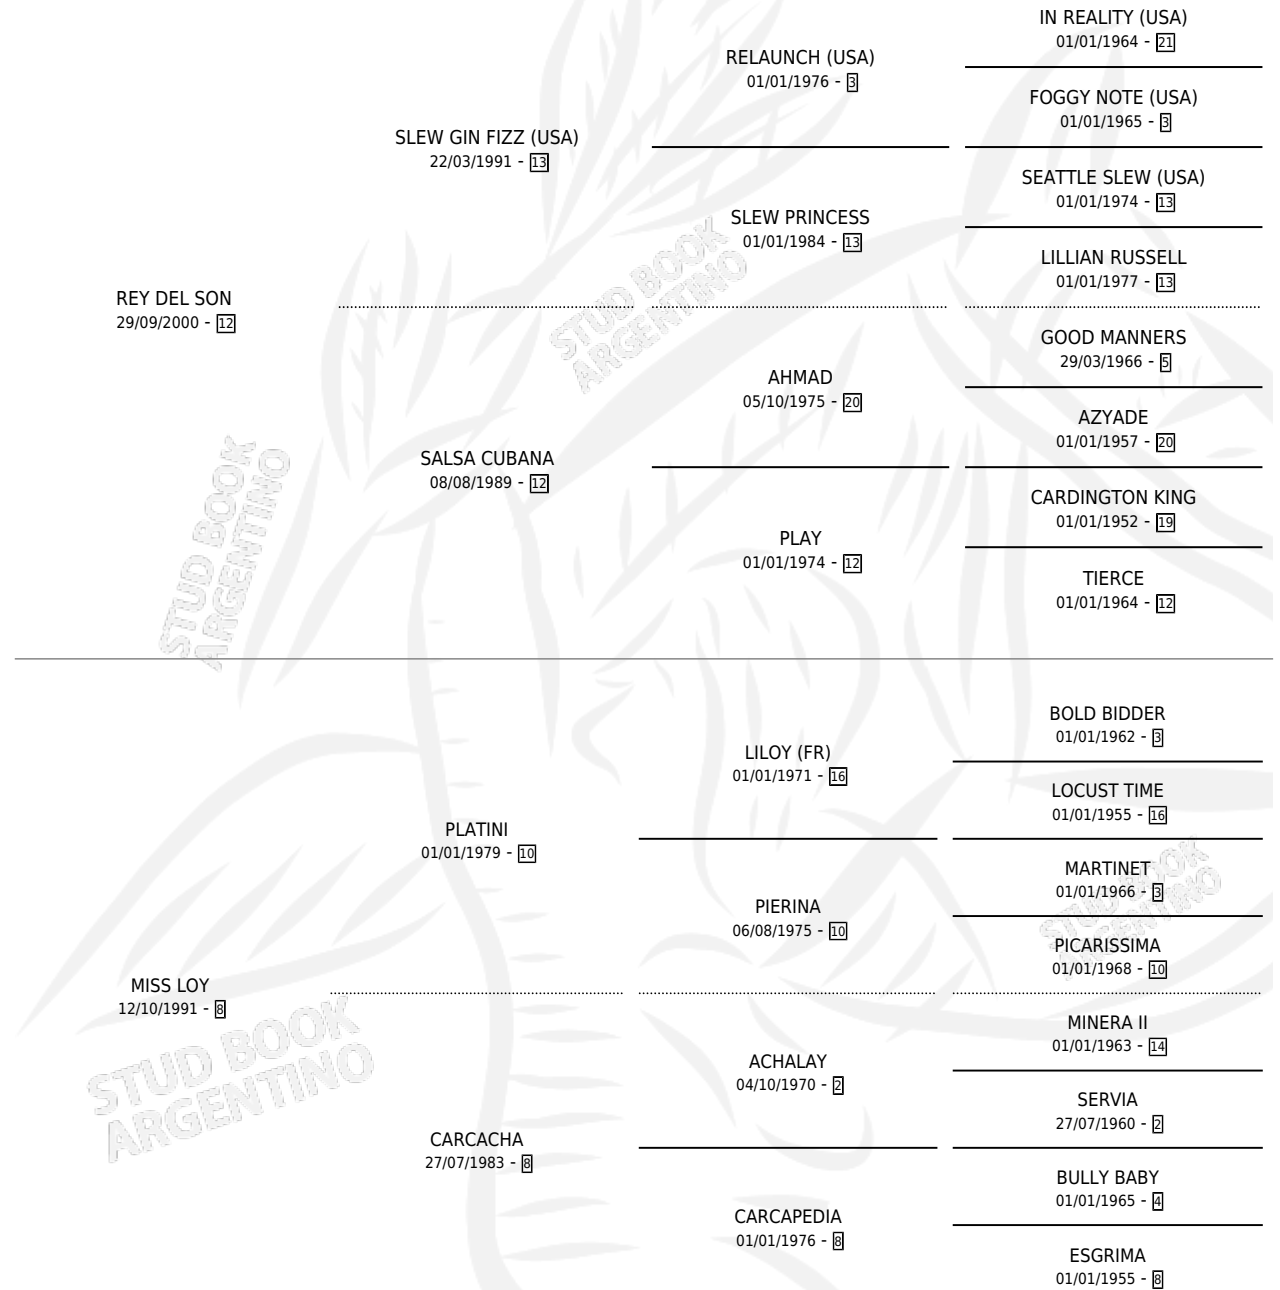 IN REALITY (USA)
01/01/1964 - 21
RELAUNCH (USA)
01/01/1976 - 3
FOGGY NOTE (USA)
01/01/1965 - 3
SLEW GIN FIZZ (USA)
22/03/1991 - 13
SEATTLE SLEW (USA)
01/01/1974 - 13
SLEW PRINCESS
01/01/1984 - 13
LILLIAN RUSSELL
01/01/1977 - 13
REY DEL SON
29/09/2000 - 12
STUD BOOK
ARGENTINO
GOOD MANNERS
29/03/1966 - 5
AHMAD
05/10/1975 - 20
AZYADE
01/01/1957 - 20
SALSA CUBANA
08/08/1989 - 12
CARDINGTON KING
01/01/1952 - 19
PLAY
01/01/1974 - 12
TIERCE
01/01/1964 - 12
STUD BOOK
ARGENTINO
BOLD BIDDER
01/01/1962 - 3
LILOY (FR)
01/01/1971 - 16
LOCUST TIME
01/01/1955 - 16
PLATINI
01/01/1979 - 10
MARTINET
01/01/1966 - 3
PIERINA
06/08/1975 - 10
PICARISSIMA
01/01/1968 - 10
STUD BOOK
ARGENTINO
MISS LOY
12/10/1991 - 8
STUD BOOK
ARGENTINO
MINERA II
01/01/1963 - 14
ACHALAY
04/10/1970 - 2
SERVIA
27/07/1960 - 2
CARCACHA
27/07/1983 - 8
BULLY BABY
01/01/1965 - 4
CARCAPEDIA
01/01/1976 - 8
ESGRIMA
01/01/1955 - 8